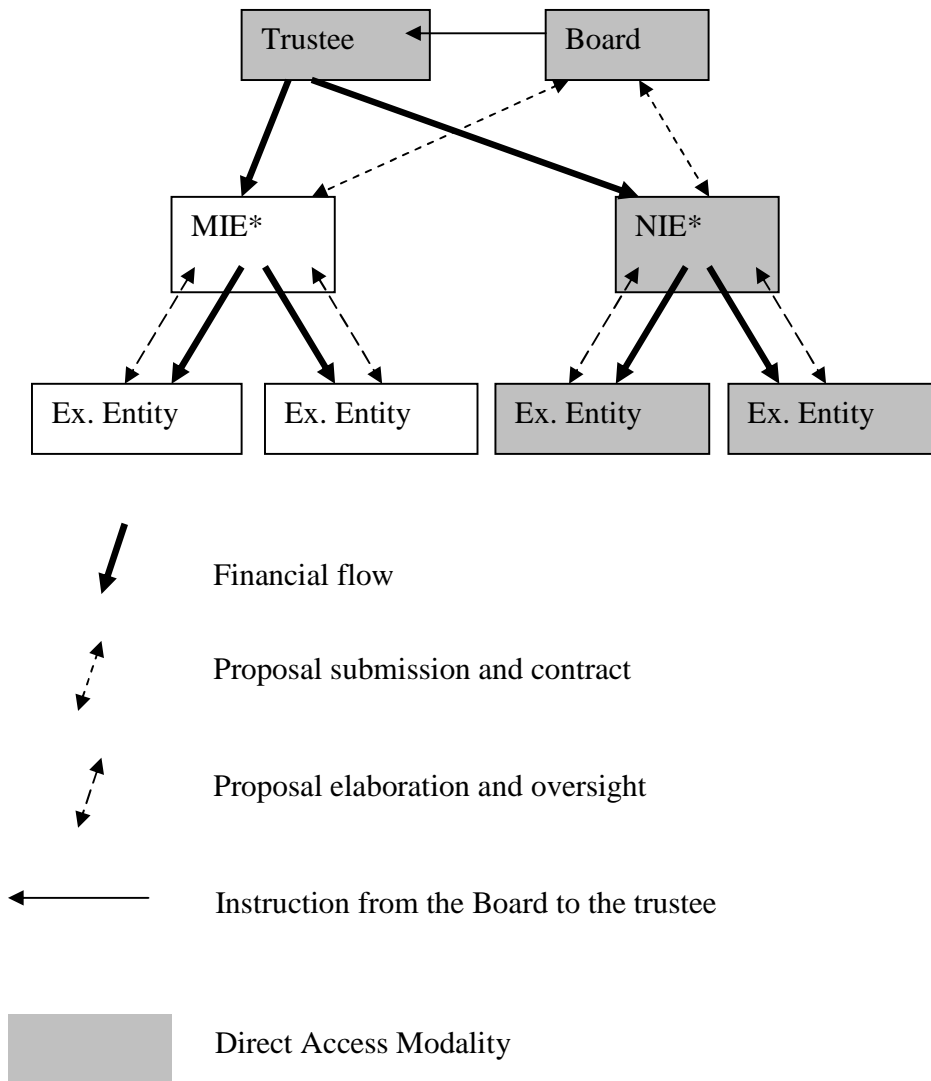 Trustee
Board
MIE*
NIE*
Ex. Entity
Ex. Entity
Ex. Entity
Ex. Entity
Financial flow
Proposal submission and contract
Proposal elaboration and oversight
Instruction from the Board to the trustee
Direct Access Modality